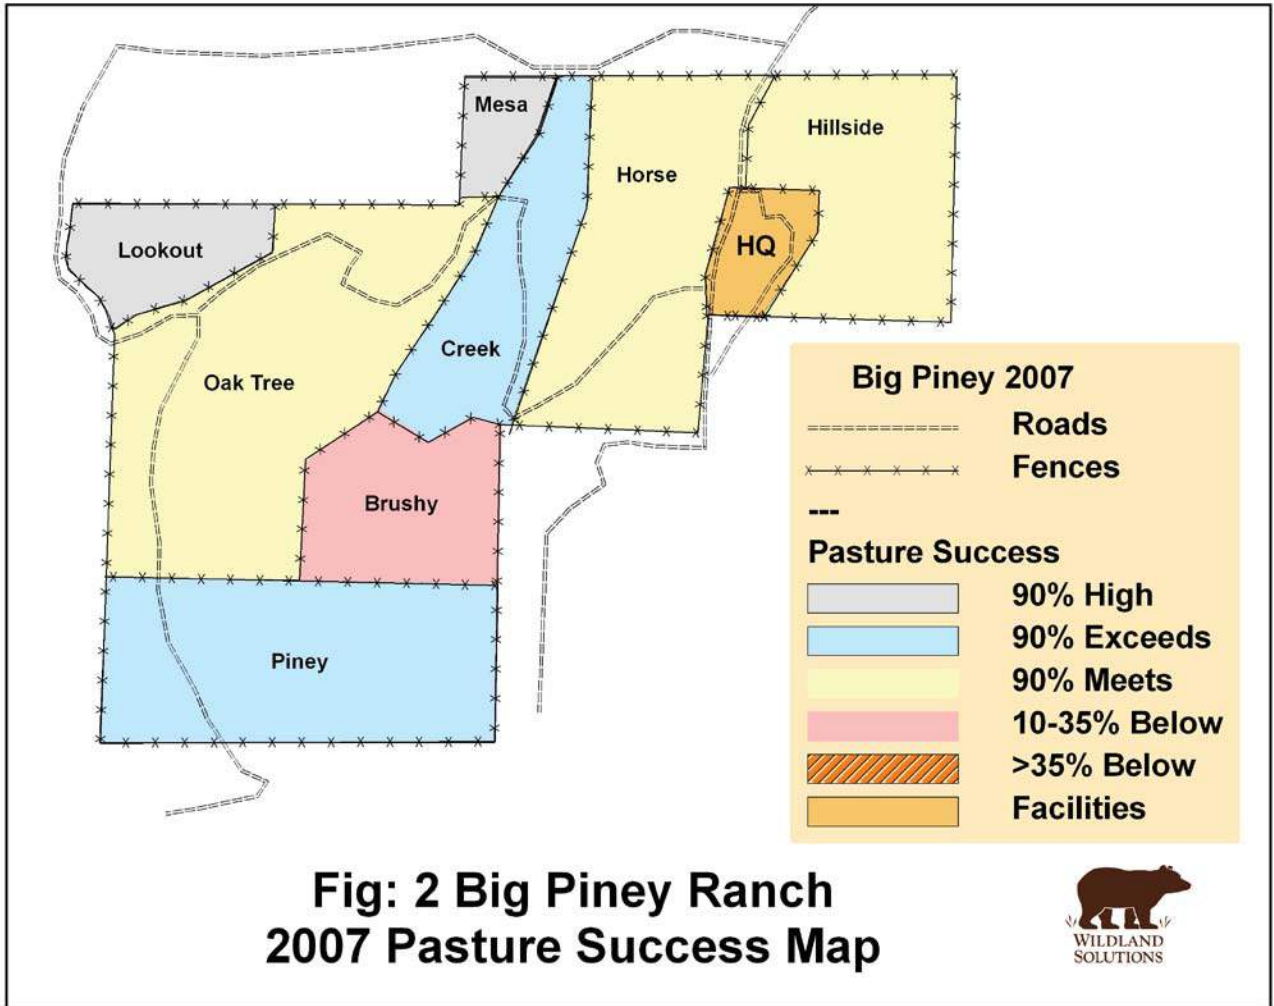 Mesa
Hillside
Horse
Lookout
HQ
Creek
Oak Tree
Brushy
Piney
Big Piney 2007
Roads
Fences
---
Pasture Success
90% High
90% Exceeds
90% Meets
10-35% Below
>35% Below
Facilities
Fig: 2 Big Piney Ranch
2007 Pasture Success Map
WILDLAND
SOLUTIONS